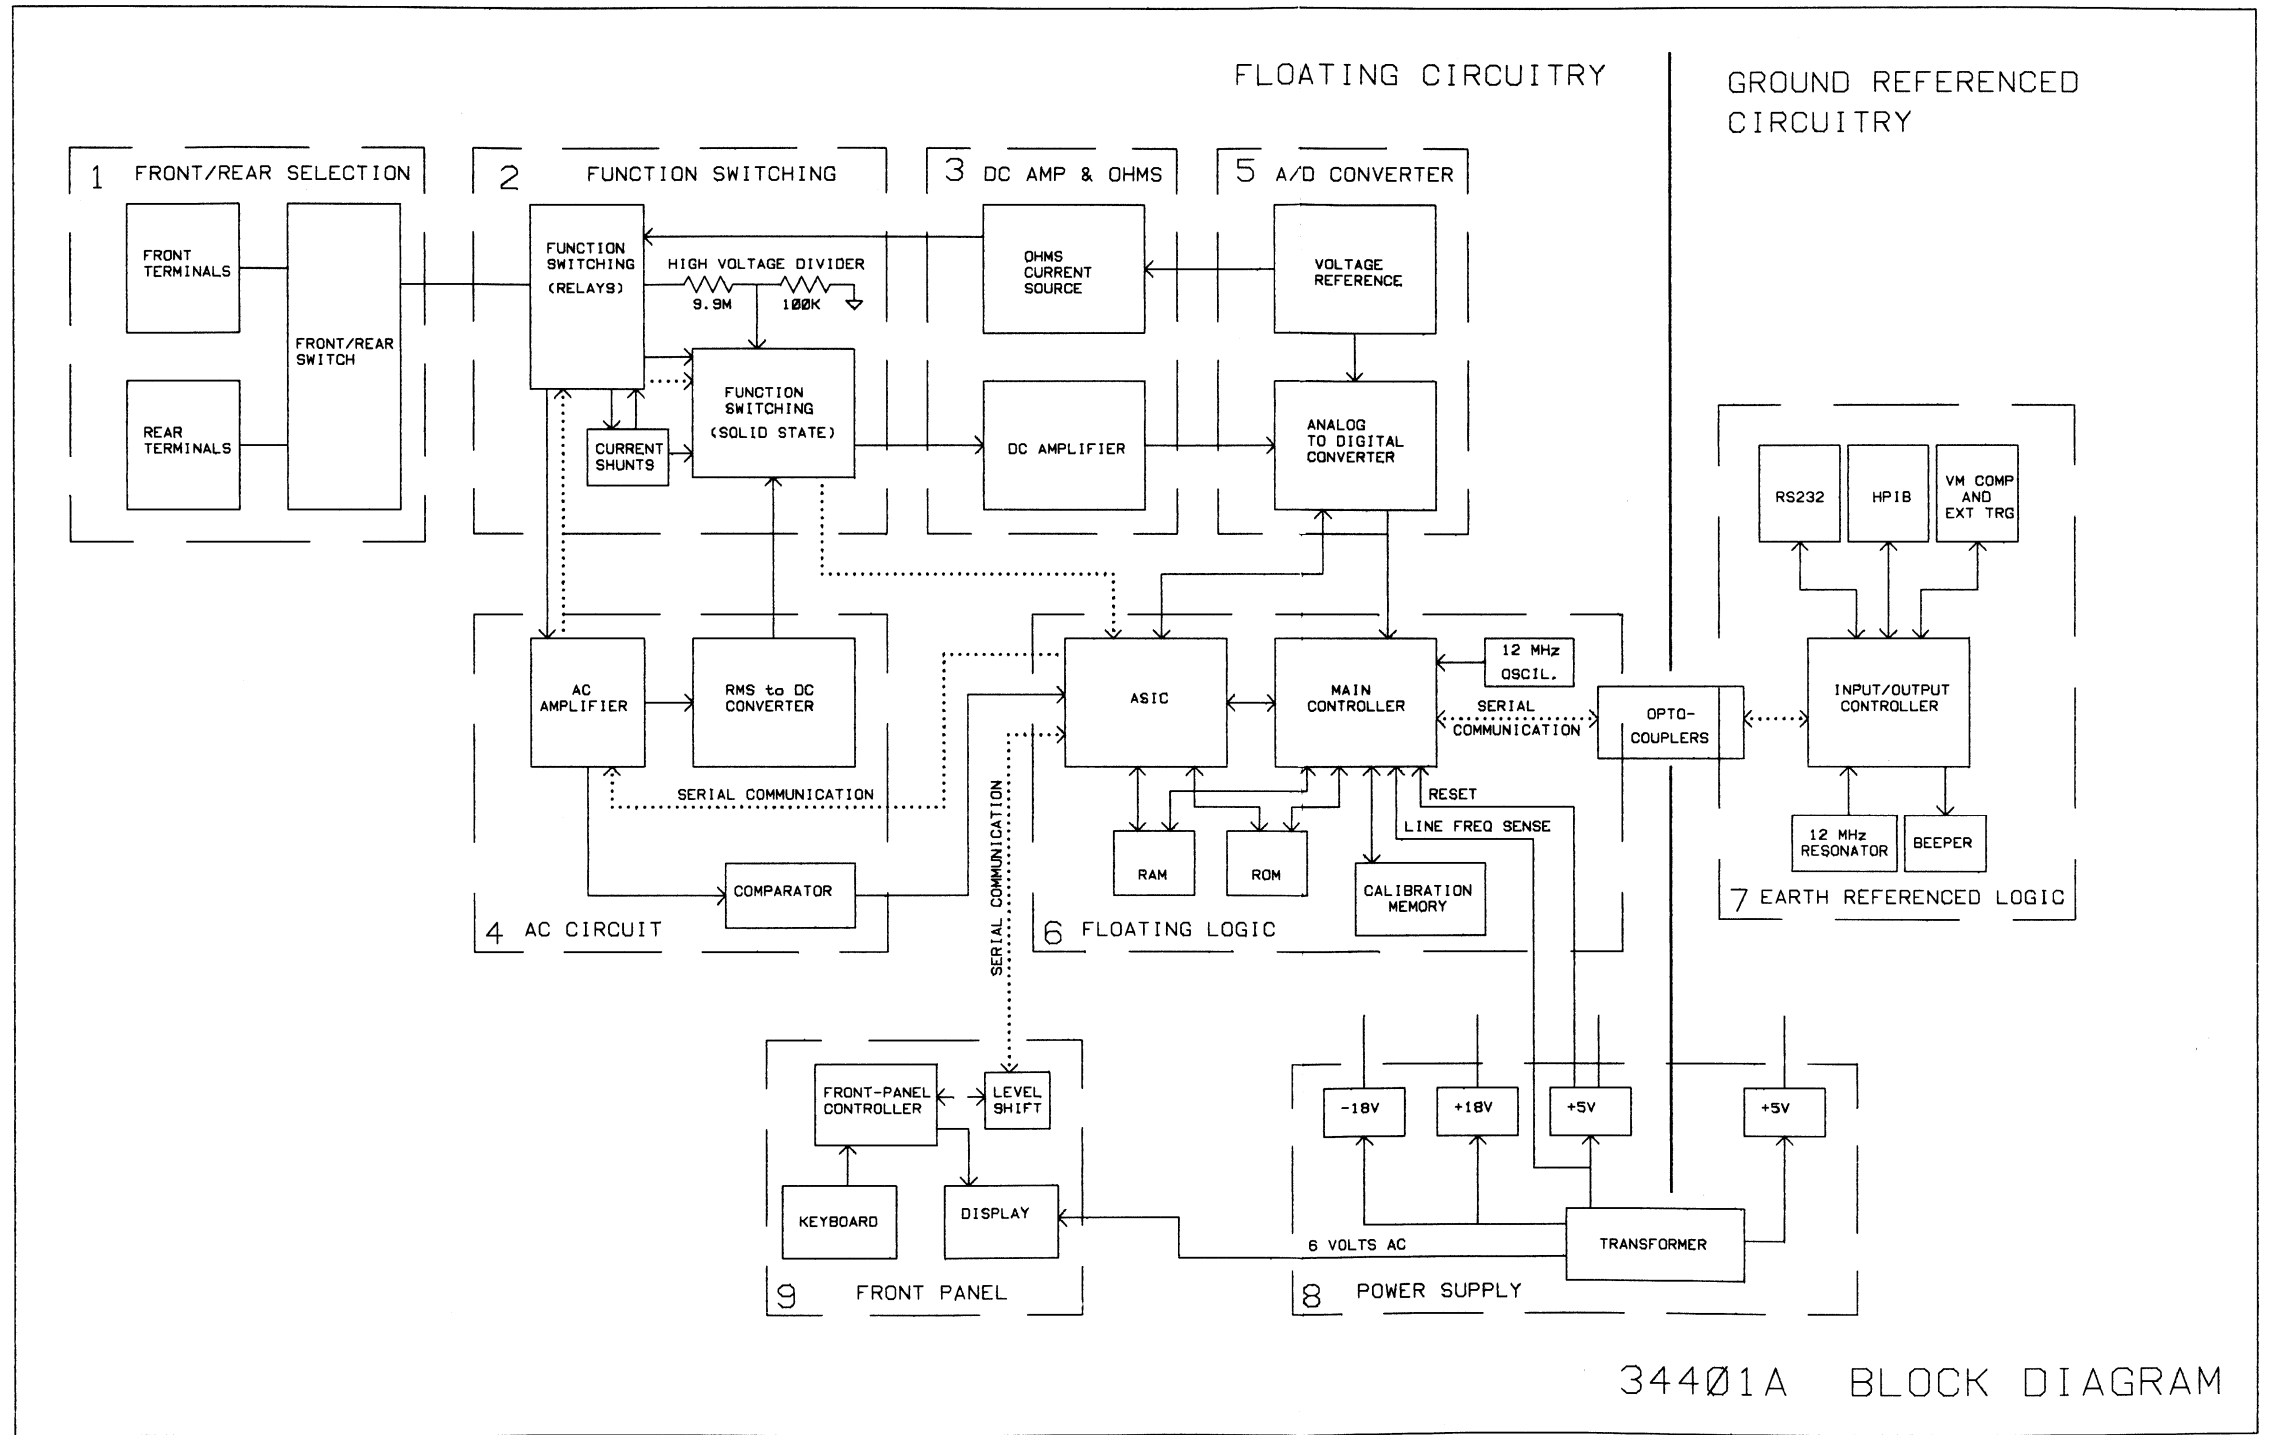 FLOATING CIRCUITRY
GROUND REFERENCED
CIRCUITRY
1 FRONT/REAR SELECTION
FRONT
TERMINALS
FRONT/REAR
SWITCH
REAR
TERMINALS
2 FUNCTION SWITCHING
FUNCTION
SWITCHING
(RELAYS)
HIGH VOLTAGE DIVIDER
9.9M
100K
FUNCTION
SWITCHING
(SOLID STATE)
CURRENT
SHUNTS
3 DC AMP & OHMS
OHMS
CURRENT
SOURCE
DC AMPLIFIER
5 A/D CONVERTER
VOLTAGE
REFERENCE
ANALOG
TO DIGITAL
CONVERTER
RS232
HPIB
VM COMP
AND
EXT TRG
INPUT/OUTPUT
CONTROLLER
12 MHz
RESONATOR
BEEPER
7 EARTH REFERENCED LOGIC
AC
AMPLIFIER
RMS to DC
CONVERTER
SERIAL COMMUNICATION
COMPARATOR
4 AC CIRCUIT
ASIC
MAIN
CONTROLLER
12 MHz
OSCIL.
SERIAL
COMMUNICATION
OPTO-
COUPLERS
RESET
LINE FREQ SENSE
RAM
ROM
CALIBRATION
MEMORY
6 FLOATING LOGIC
SERIAL COMMUNICATION
FRONT-PANEL
CONTROLLER
LEVEL
SHIFT
KEYBOARD
DISPLAY
9 FRONT PANEL
-18V
+18V
+5V
+5V
6 VOLTS AC
TRANSFORMER
8 POWER SUPPLY
34401A BLOCK DIAGRAM